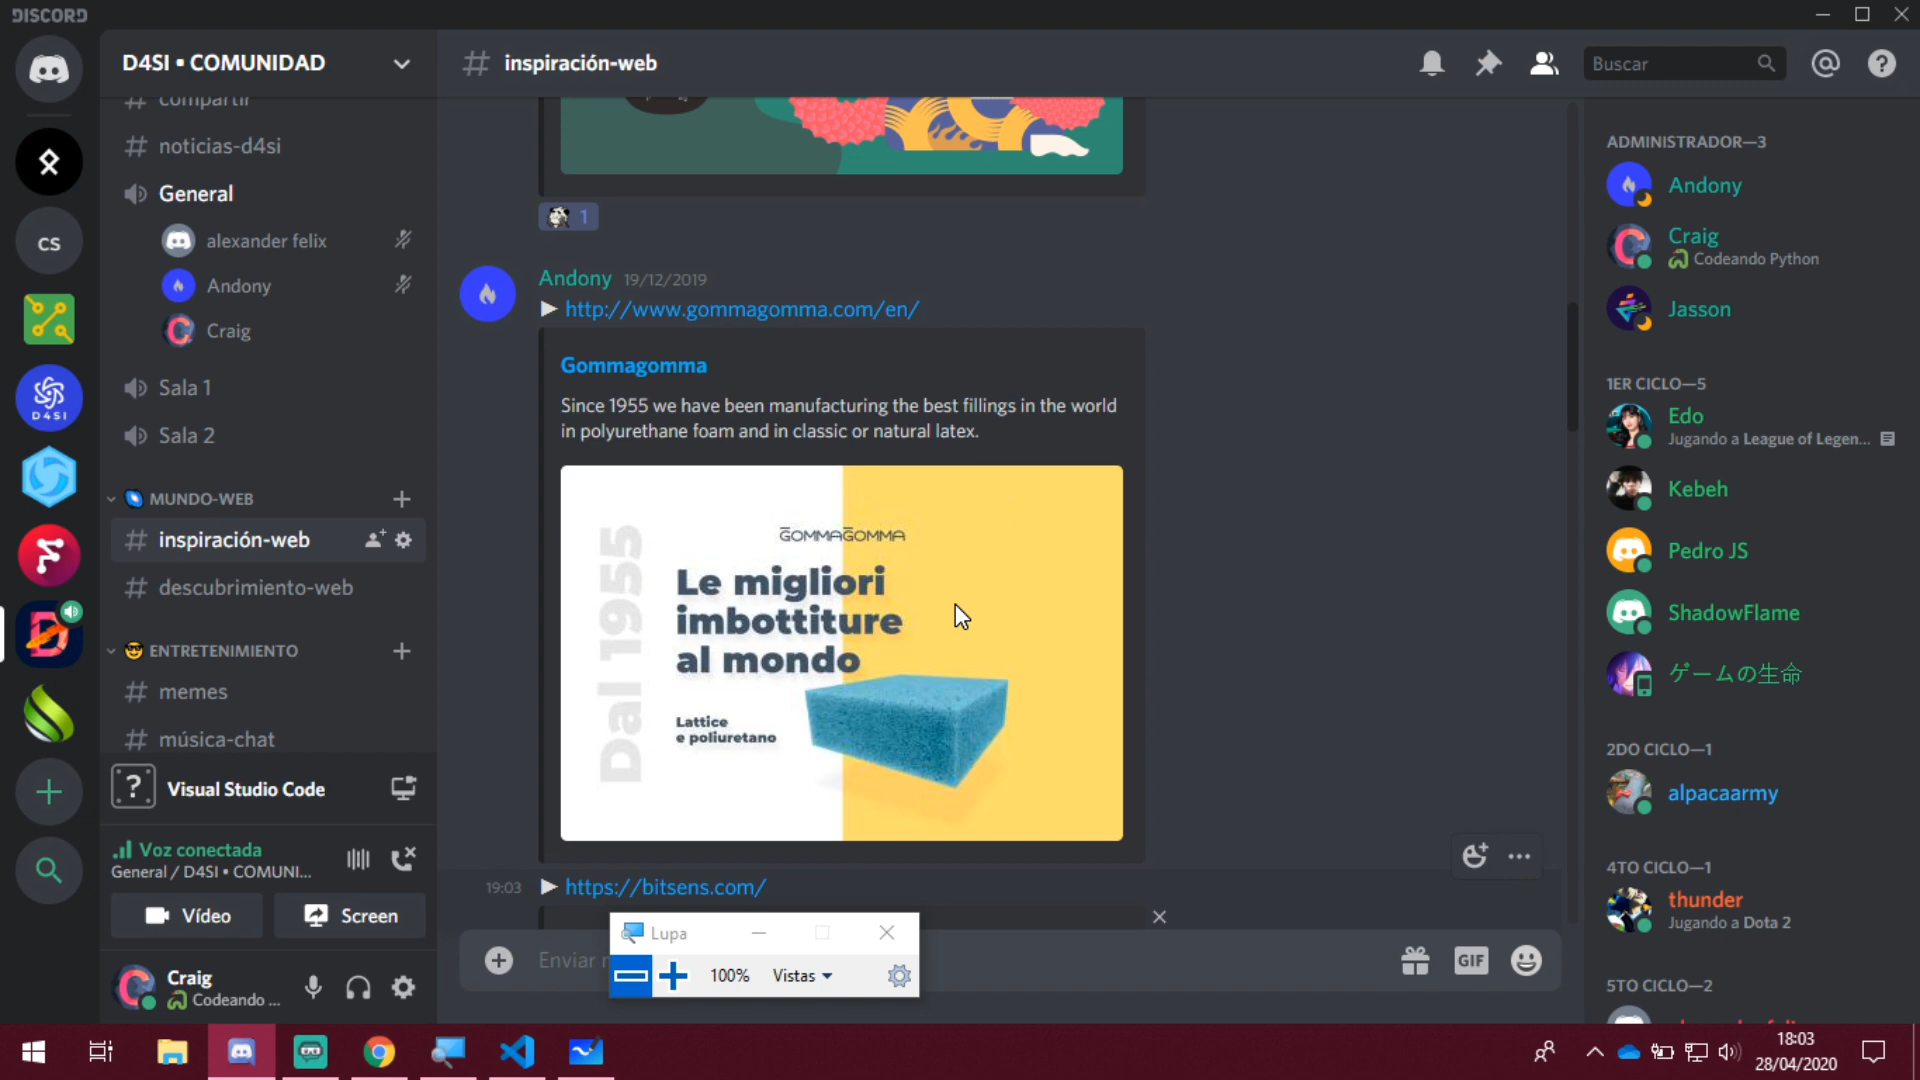 DISCORD
D4SI • COMUNIDAD
# inspiración-web
Buscar
# compartir
# noticias-d4si
General
alexander felix
Andony
Craig
Sala 1
Sala 2
MUNDO-WEB
# inspiración-web
# descubrimiento-web
ENTRETENIMIENTO
# memes
# música-chat
Visual Studio Code
Voz conectada
General / D4SI • COMUNI...
Vídeo
Screen
Craig
Codeando ...
CS
D4SI
1
Andony 19/12/2019
► http://www.gommagomma.com/en/
Gommagomma
Since 1955 we have been manufacturing the best fillings in the world
in polyurethane foam and in classic or natural latex.
GOMMAGOMMA
Dal 1955
Le migliori
imbottiture
al mondo
Lattice
e poliuretano
19:03 ► https://bitsens.com/
Lupa
Enviar
100%
Vistas
GIF
ADMINISTRADOR—3
Andony
Craig
Codeando Python
Jasson
1ER CICLO—5
Edo
Jugando a League of Legen...
Kebeh
Pedro JS
ShadowFlame
ゲームの生命
2DO CICLO—1
alpacaarmy
4TO CICLO—1
thunder
Jugando a Dota 2
5TO CICLO—2
18:03
28/04/2020